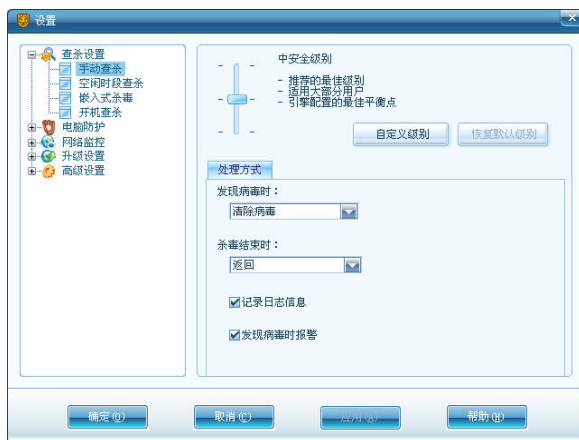 设置
查杀设置
手动查杀
空闲时段查杀
嵌入式杀毒
开机查杀
电脑防护
网络监控
升级设置
高级设置
中安全级别
- 推荐的最佳级别
- 适用大部分用户
- 引擎配置的最佳平衡点
自定义级别
恢复默认级别
处理方式
发现病毒时：
清除病毒
杀毒结束时：
返回
记录日志信息
发现病毒时报警
确定(O)
取消(C)
应用(A)
帮助(H)